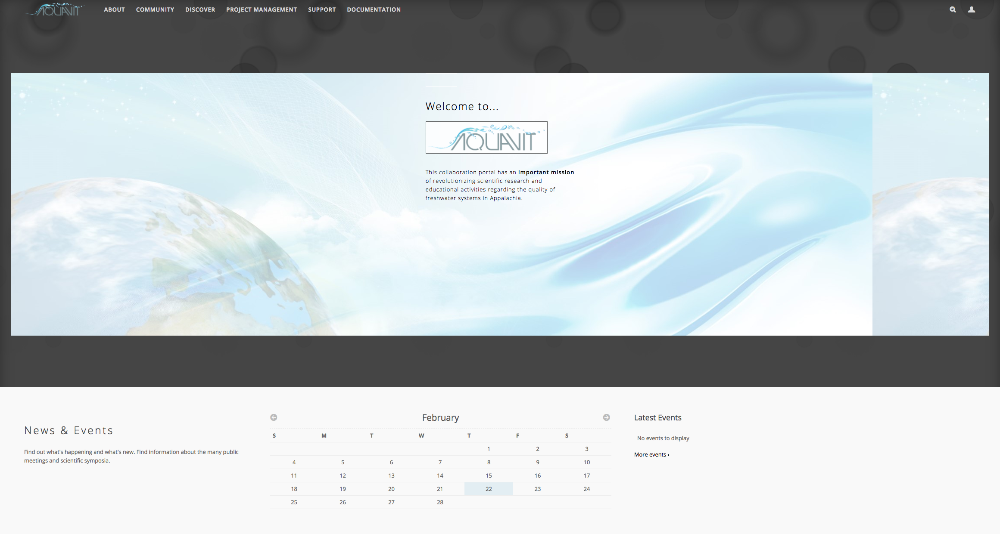 AQUAVIT
ABOUT COMMUNITY DISCOVER PROJECT MANAGEMENT SUPPORT DOCUMENTATION
Welcome to...
AQUAVIT
This collaboration portal has an important mission
of revolutionizing scientific research and
educational activities regarding the quality of
freshwater systems in Appalachia.
News & Events
Find out what's happening and what's new. Find information about the many public
meetings and scientific symposia.
February
S M T W T F S
1 2 3
4 5 6 7 8 9 10
11 12 13 14 15 16 17
18 19 20 21 22 23 24
25 26 27 28
Latest Events
No events to display
More events ›